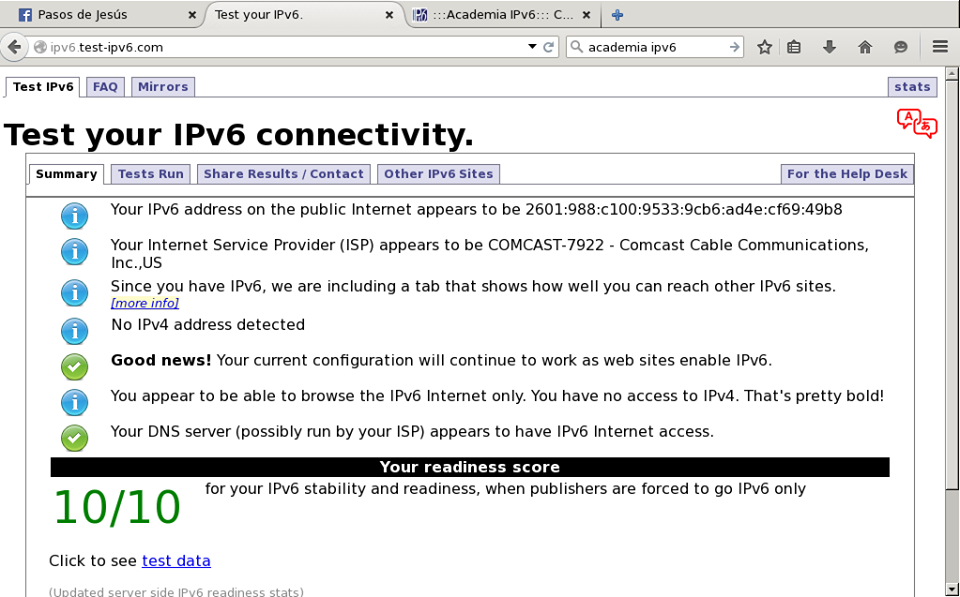 Pasos de Jesús
Test your IPv6.
:::Academia IPv6::: C...
ipv6.test-ipv6.com
academia ipv6
Test IPv6 FAQ Mirrors stats
Test your IPv6 connectivity.
Summary Tests Run Share Results / Contact Other IPv6 Sites For the Help Desk
Your IPv6 address on the public Internet appears to be 2601:988:c100:9533:9cb6:ad4e:cf69:49b8
Your Internet Service Provider (ISP) appears to be COMCAST-7922 - Comcast Cable Communications,
Inc.,US
Since you have IPv6, we are including a tab that shows how well you can reach other IPv6 sites.
[more info]
No IPv4 address detected
Good news! Your current configuration will continue to work as web sites enable IPv6.
You appear to be able to browse the IPv6 Internet only. You have no access to IPv4. That's pretty bold!
Your DNS server (possibly run by your ISP) appears to have IPv6 Internet access.
Your readiness score
10/10 for your IPv6 stability and readiness, when publishers are forced to go IPv6 only
Click to see test data
(Updated server side IPv6 readiness stats)